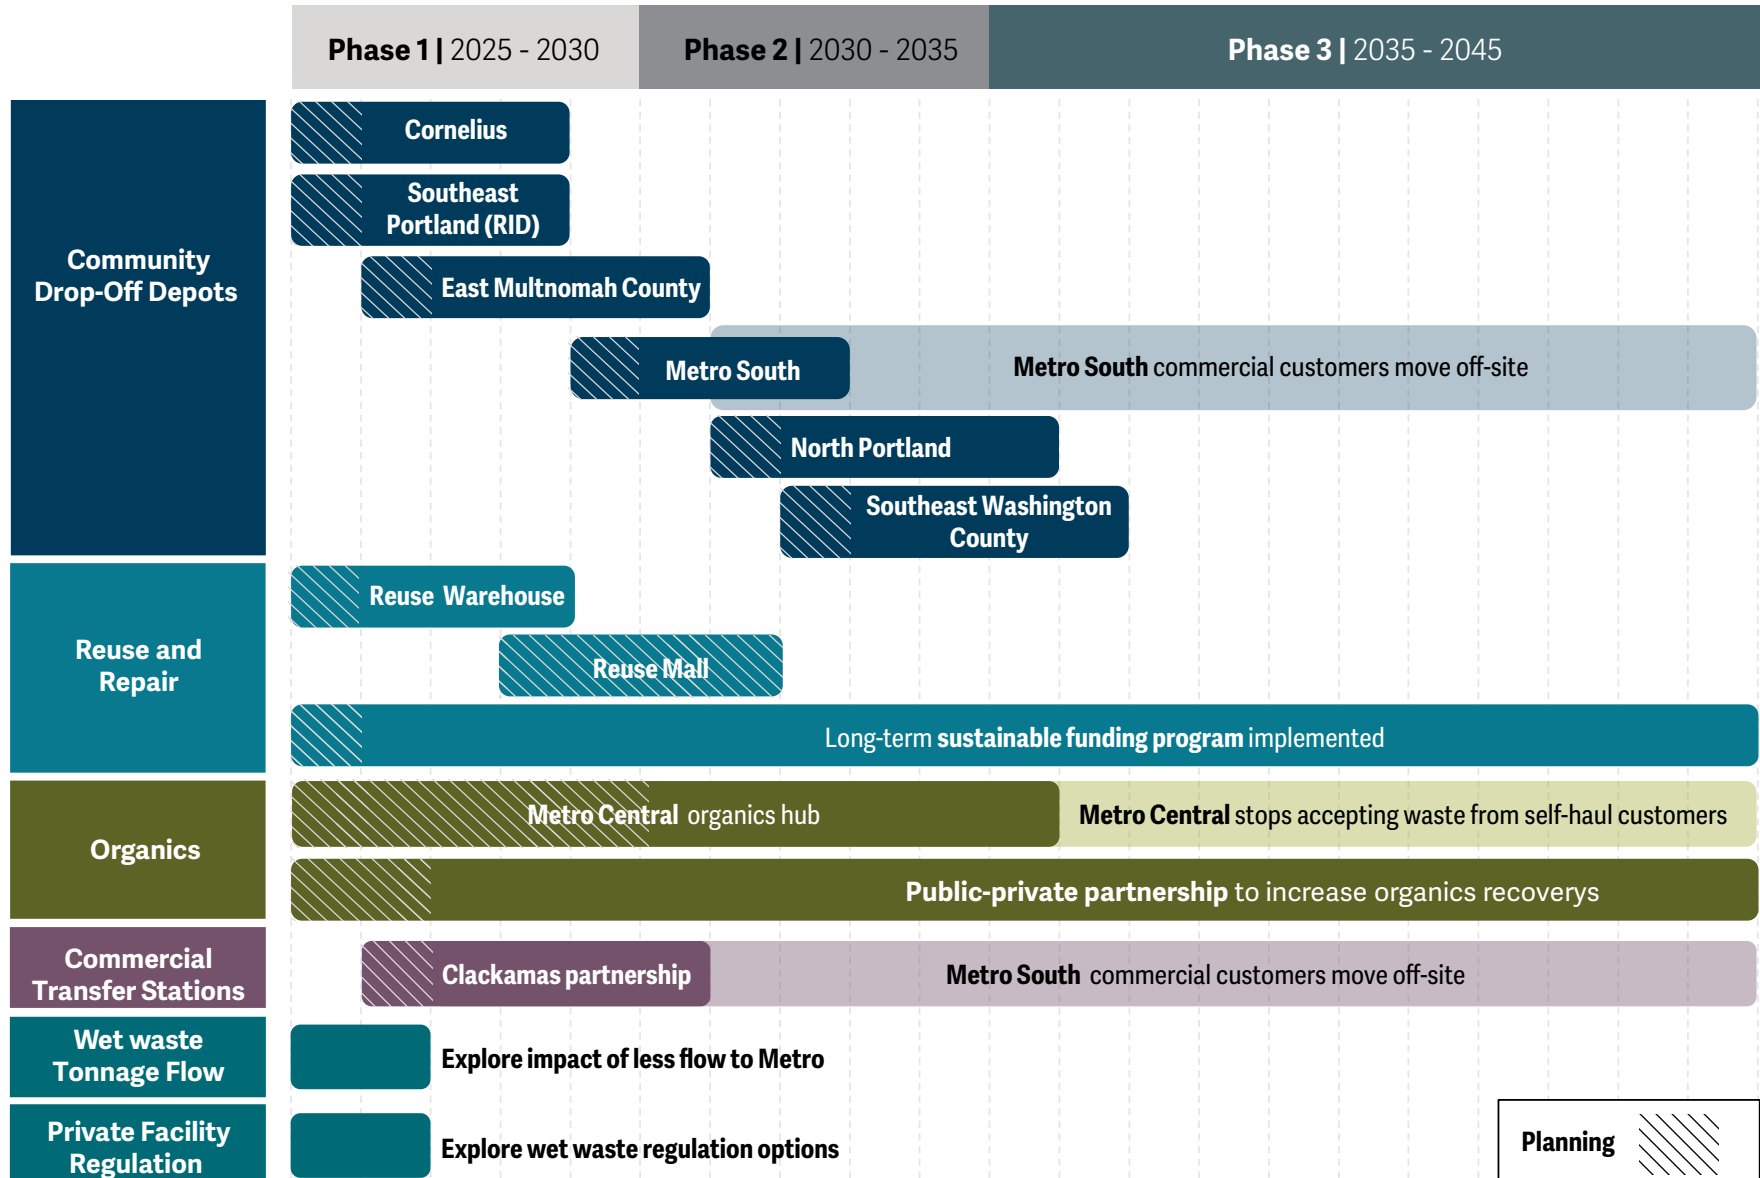 Phase 1 | 2025 - 2030
Phase 2 | 2030 - 2035
Phase 3 | 2035 - 2045
Community
Drop-Off Depots
Cornelius
Southeast
Portland (RID)
East Multnomah County
Metro South
Metro South commercial customers move off-site
North Portland
Southeast Washington
County
Reuse and
Repair
Reuse Warehouse
Reuse Mall
Long-term sustainable funding program implemented
Organics
Metro Central organics hub
Metro Central stops accepting waste from self-haul customers
Public-private partnership to increase organics recoverys
Commercial
Transfer Stations
Clackamas partnership
Metro South commercial customers move off-site
Wet waste
Tonnage Flow
Explore impact of less flow to Metro
Private Facility
Regulation
Explore wet waste regulation options
Planning